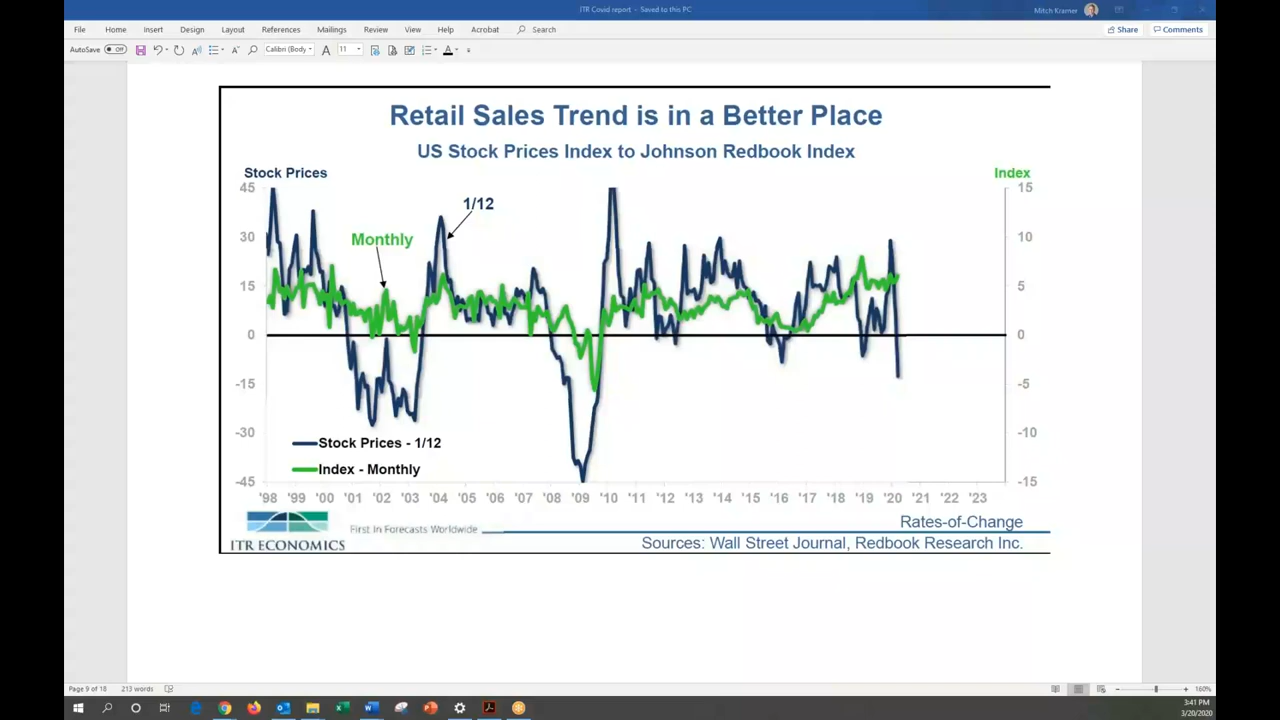 ITR Covid report - Saved to this PC
Mitch Kramer
File Home Insert Design Layout References Mailings Review View Help Acrobat Search Share Comments
AutoSave Off Calibri (Body 11
Retail Sales Trend is in a Better Place
US Stock Prices Index to Johnson Redbook Index
Stock Prices Index
45 15
1/12
30 10
Monthly
15 5
0 0
-15 -5
-30 -10
Stock Prices - 1/12
Index - Monthly
-45 -15
'98 '99 '00 '01 '02 '03 '04 '05 '06 '07 '08 '09 '10 '11 '12 '13 '14 '15 '16 '17 '18 '19 '20 '21 '22 '23
Rates-of-Change
First In Forecasts Worldwide
ITR ECONOMICS
Sources: Wall Street Journal, Redbook Research Inc.
Page 9 of 18 213 words 160%
3:41 PM
3/20/2020